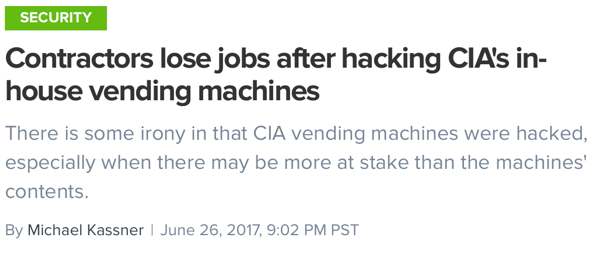 SECURITY
Contractors lose jobs after hacking CIA's in-
house vending machines
There is some irony in that CIA vending machines were hacked,
especially when there may be more at stake than the machines'
contents.
By Michael Kassner | June 26, 2017, 9:02 PM PST